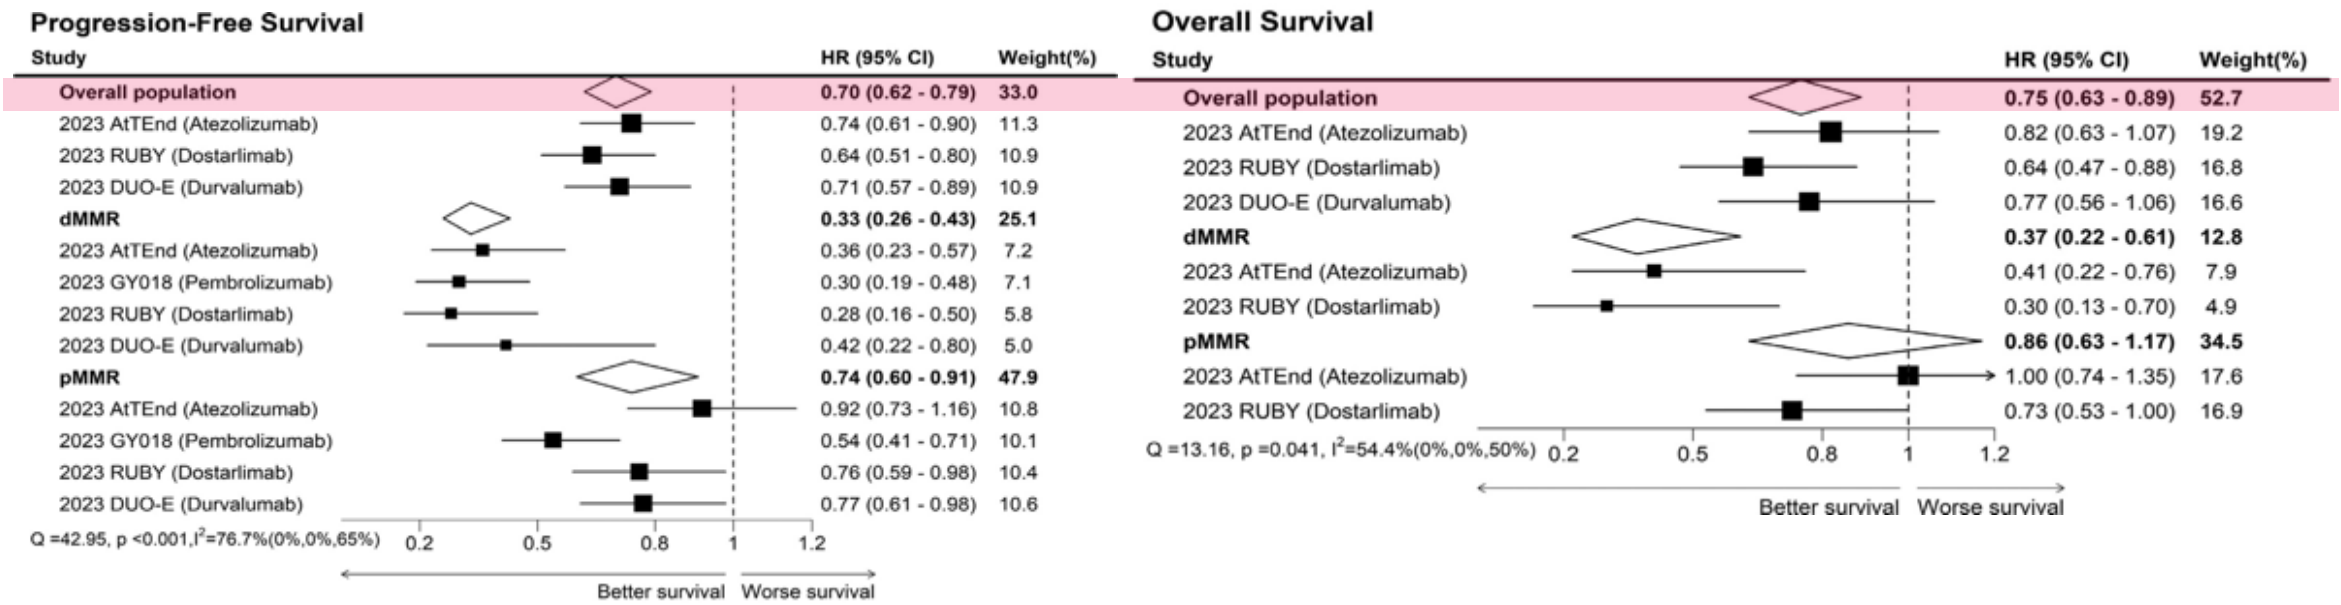 Progression-Free Survival
Study HR (95% CI) Weight(%)
Overall population 0.70 (0.62 - 0.79) 33.0
2023 AtTEnd (Atezolizumab) 0.74 (0.61 - 0.90) 11.3
2023 RUBY (Dostarlimab) 0.64 (0.51 - 0.80) 10.9
2023 DUO-E (Durvalumab) 0.71 (0.57 - 0.89) 10.9
dMMR 0.33 (0.26 - 0.43) 25.1
2023 AtTEnd (Atezolizumab) 0.36 (0.23 - 0.57) 7.2
2023 GY018 (Pembrolizumab) 0.30 (0.19 - 0.48) 7.1
2023 RUBY (Dostarlimab) 0.28 (0.16 - 0.50) 5.8
2023 DUO-E (Durvalumab) 0.42 (0.22 - 0.80) 5.0
pMMR 0.74 (0.60 - 0.91) 47.9
2023 AtTEnd (Atezolizumab) 0.92 (0.73 - 1.16) 10.8
2023 GY018 (Pembrolizumab) 0.54 (0.41 - 0.71) 10.1
2023 RUBY (Dostarlimab) 0.76 (0.59 - 0.98) 10.4
2023 DUO-E (Durvalumab) 0.77 (0.61 - 0.98) 10.6
Q =42.95, p <0.001,I²=76.7%(0%,0%,65%) 0.2 0.5 0.8 1 1.2
Better survival Worse survival
Overall Survival
Study HR (95% CI) Weight(%)
Overall population 0.75 (0.63 - 0.89) 52.7
2023 AtTEnd (Atezolizumab) 0.82 (0.63 - 1.07) 19.2
2023 RUBY (Dostarlimab) 0.64 (0.47 - 0.88) 16.8
2023 DUO-E (Durvalumab) 0.77 (0.56 - 1.06) 16.6
dMMR 0.37 (0.22 - 0.61) 12.8
2023 AtTEnd (Atezolizumab) 0.41 (0.22 - 0.76) 7.9
2023 RUBY (Dostarlimab) 0.30 (0.13 - 0.70) 4.9
pMMR 0.86 (0.63 - 1.17) 34.5
2023 AtTEnd (Atezolizumab) 1.00 (0.74 - 1.35) 17.6
2023 RUBY (Dostarlimab) 0.73 (0.53 - 1.00) 16.9
Q =13.16, p =0.041, I²=54.4%(0%,0%,50%) 0.2 0.5 0.8 1 1.2
Better survival Worse survival